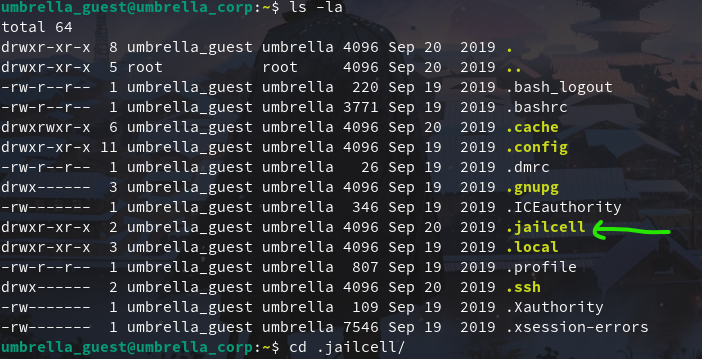 umbrella_guest@umbrella_corp:~$ ls -la
total 64
drwxr-xr-x  8 umbrella_guest umbrella 4096 Sep 20  2019 .
drwxr-xr-x  5 root           root     4096 Sep 20  2019 ..
-rw-r--r--  1 umbrella_guest umbrella  220 Sep 19  2019 .bash_logout
-rw-r--r--  1 umbrella_guest umbrella 3771 Sep 19  2019 .bashrc
drwxrwxr-x  6 umbrella_guest umbrella 4096 Sep 20  2019 .cache
drwxr-xr-x 11 umbrella_guest umbrella 4096 Sep 19  2019 .config
-rw-r--r--  1 umbrella_guest umbrella   26 Sep 19  2019 .dmrc
drwx------  3 umbrella_guest umbrella 4096 Sep 19  2019 .gnupg
-rw-------  1 umbrella_guest umbrella  346 Sep 19  2019 .ICEauthority
drwxr-xr-x  2 umbrella_guest umbrella 4096 Sep 20  2019 .jailcell
drwxr-xr-x  3 umbrella_guest umbrella 4096 Sep 19  2019 .local
-rw-r--r--  1 umbrella_guest umbrella  807 Sep 19  2019 .profile
drwx------  2 umbrella_guest umbrella 4096 Sep 20  2019 .ssh
-rw-------  1 umbrella_guest umbrella  109 Sep 19  2019 .Xauthority
-rw-------  1 umbrella_guest umbrella 7546 Sep 19  2019 .xsession-errors
umbrella_guest@umbrella_corp:~$ cd .jailcell/